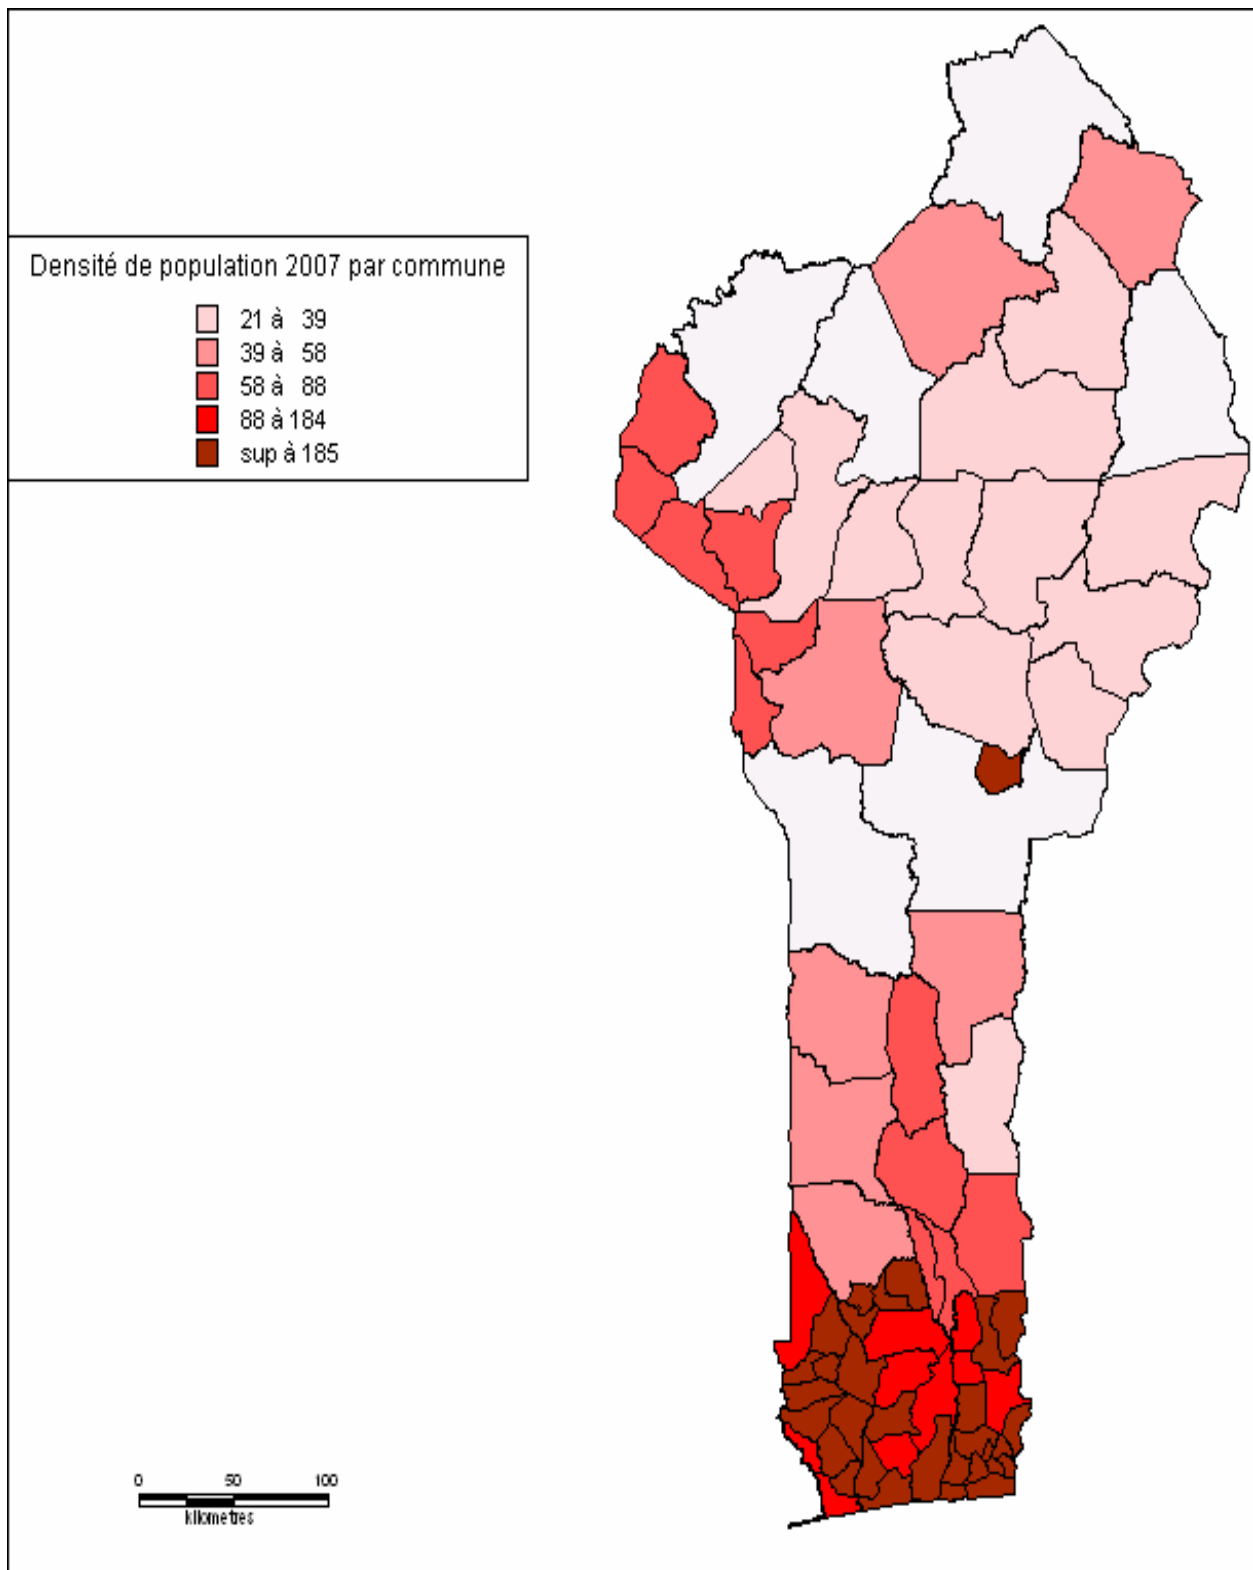 Densité de population 2007 par commune
21 à 39
39 à 58
58 à 88
88 à 184
sup à 185
0 50 100
kilometres